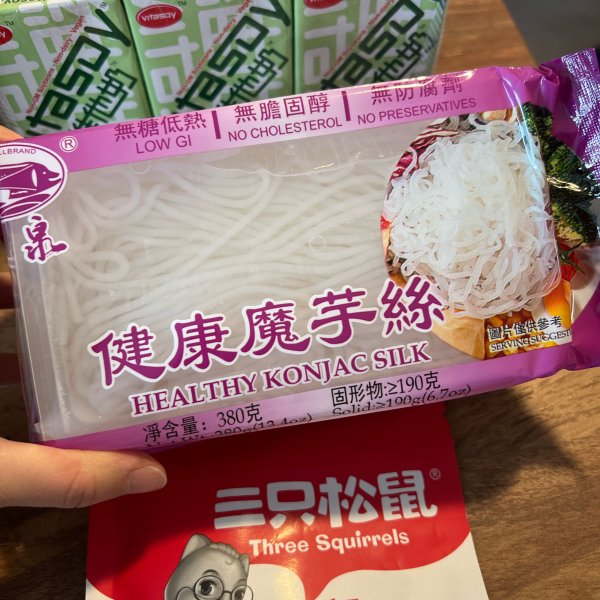 vitasoy
vitasoy
無糖低熱
LOW GI
無膽固醇
NO CHOLESTEROL
無防腐劑
NO PRESERVATIVES
泉
健康魔芋絲
HEALTHY KONJAC SILK
圖片僅供參考
淨含量: 380克
固形物:≥190克
Solid:≥190g(6.7oz)
三只松鼠®
Three Squirrels